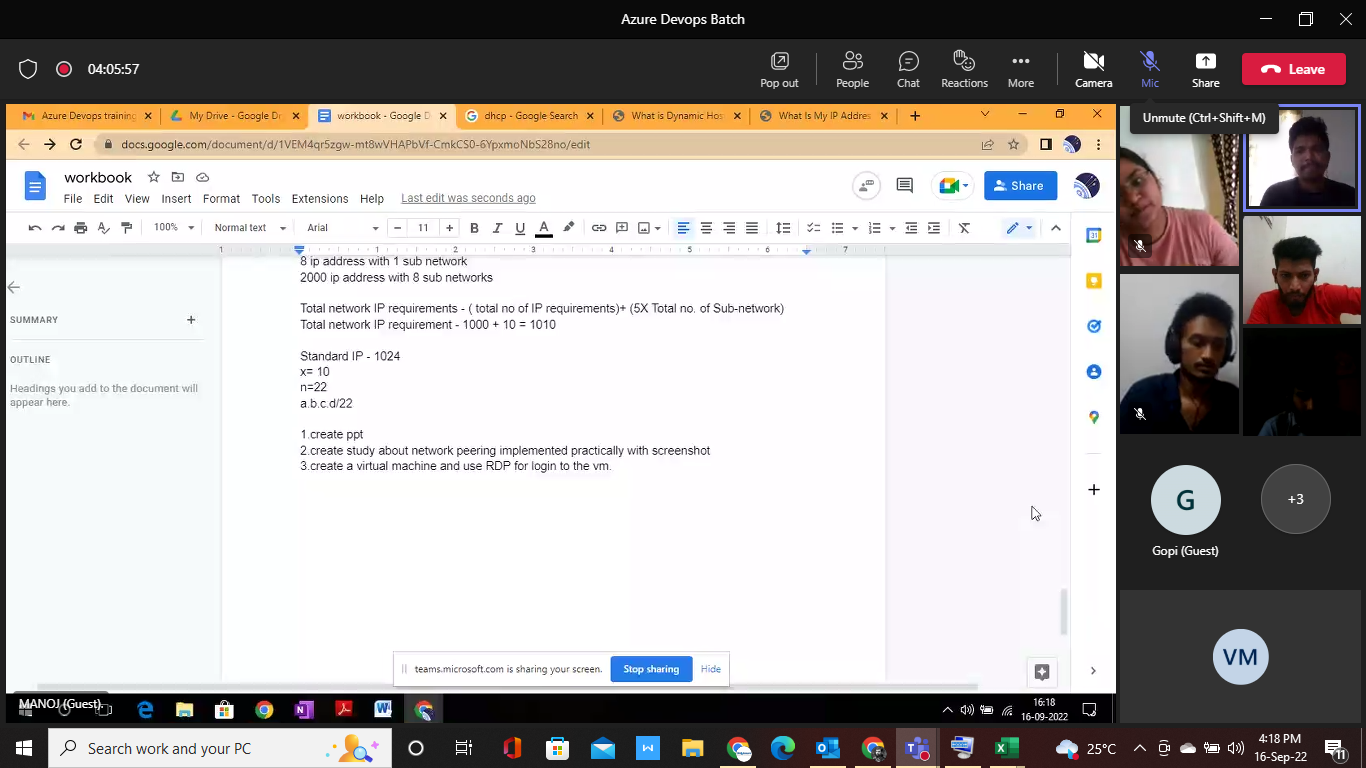 Azure Devops Batch
04:05:57
Pop out
People
Chat
Reactions
More
Camera
Mic
Share
Leave
Unmute (Ctrl+Shift+M)
Azure Devops training
My Drive - Google Dr
workbook - Google D
dhcp - Google Search
What is Dynamic Hos
What Is My IP Addres
docs.google.com/document/d/1VEM4qr5zgw-mt8wVHAPbVf-CmkCS0-6YpxmoNbS28no/edit
workbook
File Edit View Insert Format Tools Extensions Help Last edit was seconds ago
Share
100% Normal text Arial 11 B I U A
1 1 2 3 4 5 6 7
SUMMARY
OUTLINE
Headings you add to the document will
appear here.
8 ip address with 1 sub network
2000 ip address with 8 sub networks
Total network IP requirements - ( total no of IP requirements)+ (5X Total no. of Sub-network)
Total network IP requirement - 1000 + 10 = 1010
Standard IP - 1024
x= 10
n=22
a.b.c.d/22
1.create ppt
2.create study about network peering implemented practically with screenshot
3.create a virtual machine and use RDP for login to the vm.
teams.microsoft.com is sharing your screen.
Stop sharing
Hide
G
+3
Gopi (Guest)
VM
MANOJ (Guest)
16:18
16-09-2022
Search work and your PC
25°C
4:18 PM
16-Sep-22
11